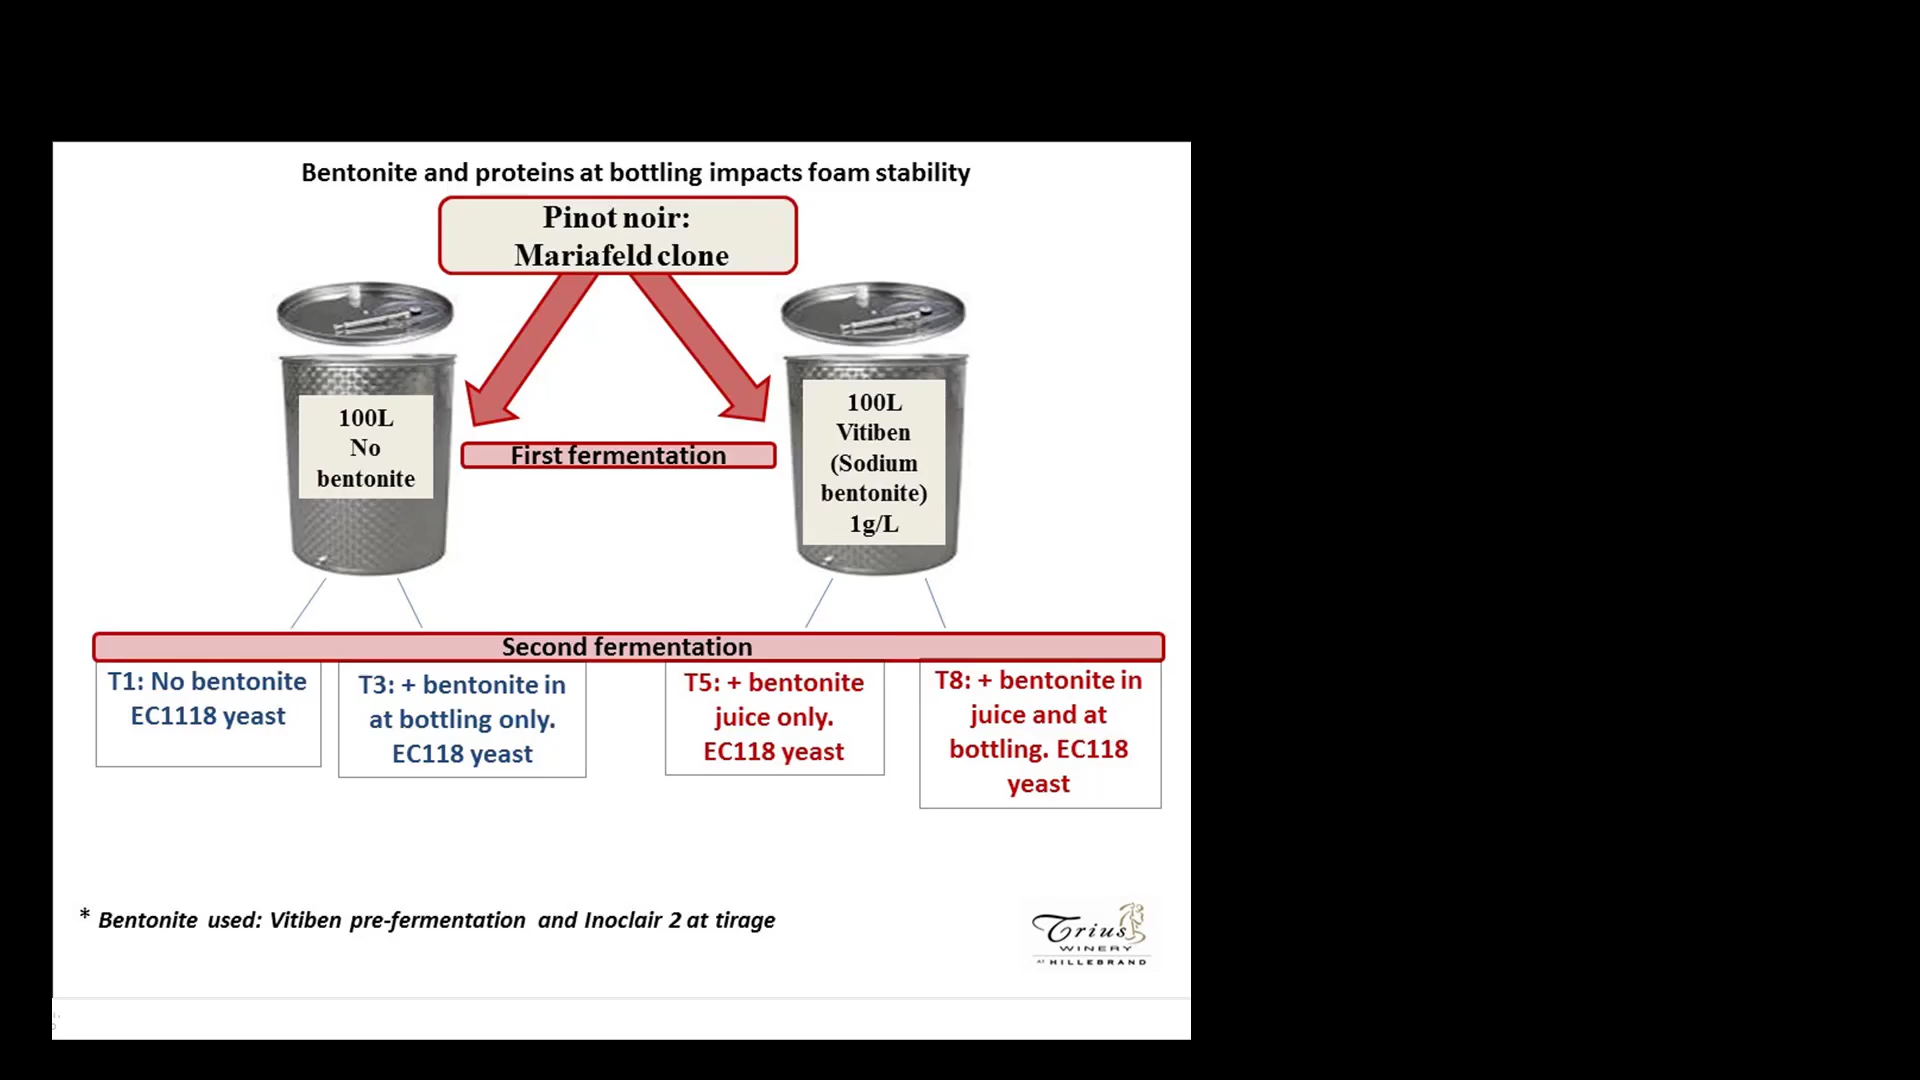 Bentonite and proteins at bottling impacts foam stability
Pinot noir:
Mariafeld clone
100L
No
bentonite
100L
Vitiben
(Sodium
bentonite)
1g/L
First fermentation
Second fermentation
T1: No bentonite
EC1118 yeast
T3: + bentonite in
at bottling only.
EC118 yeast
T5: + bentonite
juice only.
EC118 yeast
T8: + bentonite in
juice and at
bottling. EC118
yeast
* Bentonite used: Vitiben pre-fermentation and Inoclair 2 at tirage
Trius
WINERY
AT HILLEBRAND